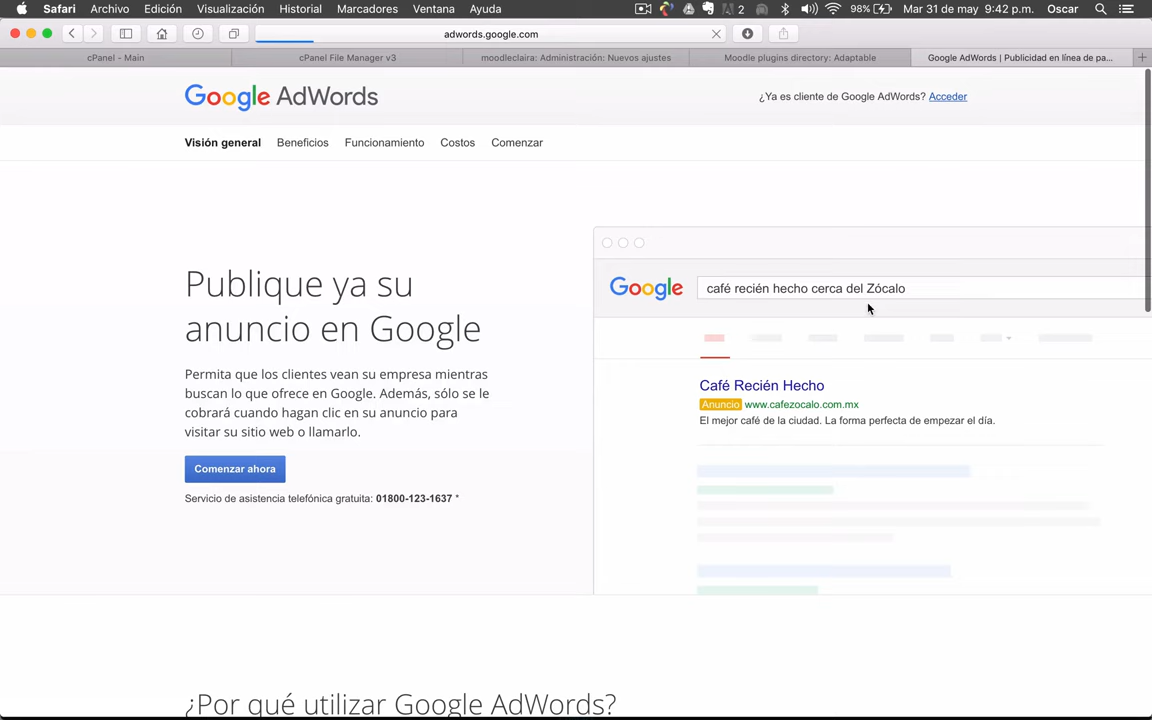 Safari Archivo Edición Visualización Historial Marcadores Ventana Ayuda 2 98% Mar 31 de may 9:42 p.m. Oscar
adwords.google.com
cPanel - Main cPanel File Manager v3 moodleclaira: Administración: Nuevos ajustes Moodle plugins directory: Adaptable Google AdWords | Publicidad en línea de pa...
Google AdWords ¿Ya es cliente de Google AdWords? Acceder
Visión general Beneficios Funcionamiento Costos Comenzar
Publique ya su
anuncio en Google
Permita que los clientes vean su empresa mientras
buscan lo que ofrece en Google. Además, sólo se le
cobrará cuando hagan clic en su anuncio para
visitar su sitio web o llamarlo.
Comenzar ahora
Servicio de asistencia telefónica gratuita: 01800-123-1637 *
Google café recién hecho cerca del Zócalo
Café Recién Hecho
Anuncio www.cafezocalo.com.mx
El mejor café de la ciudad. La forma perfecta de empezar el día.
¿Por qué utilizar Google AdWords?